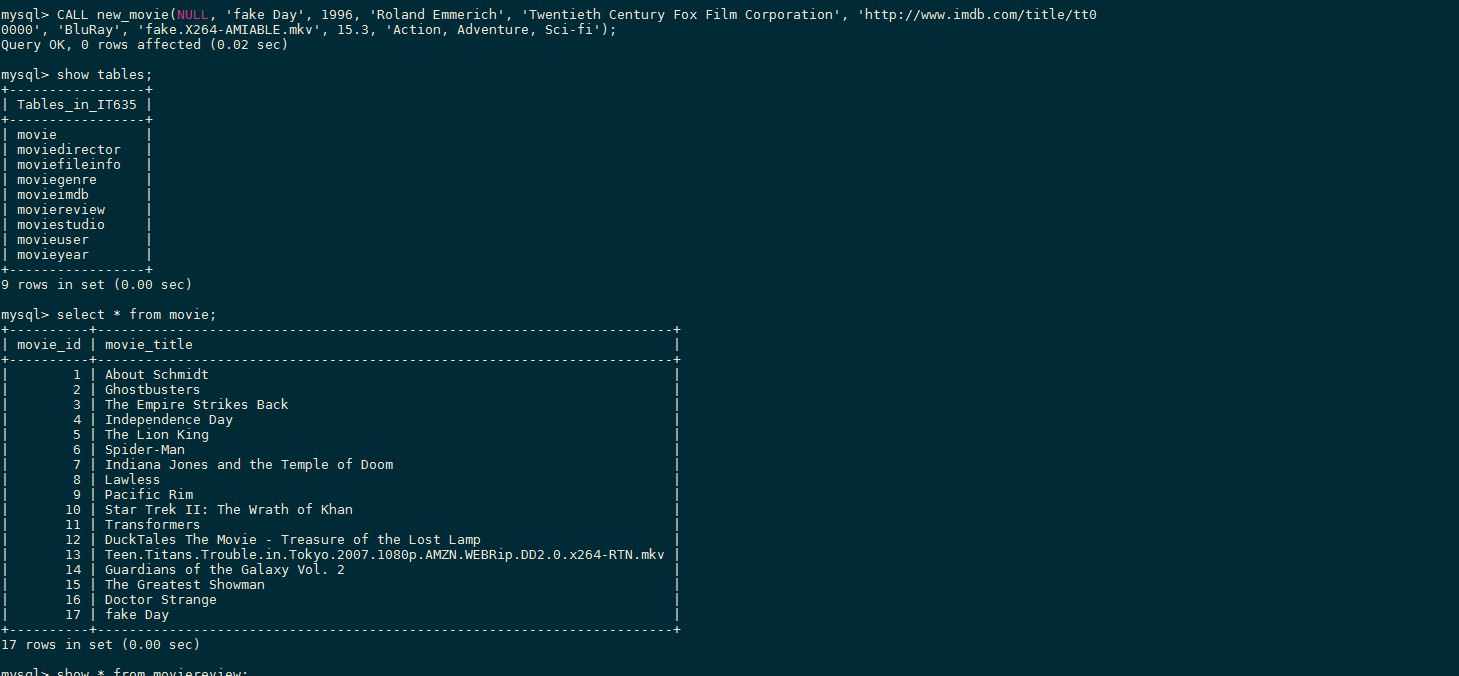 mysql> CALL new_movie(NULL, 'fake Day', 1996, 'Roland Emmerich', 'Twentieth Century Fox Film Corporation', 'http://www.imdb.com/title/tt0
0000', 'BluRay', 'fake.X264-AMIABLE.mkv', 15.3, 'Action, Adventure, Sci-fi');
Query OK, 0 rows affected (0.02 sec)
mysql> show tables;
+-----------------+
| Tables_in_IT635 |
+-----------------+
| movie           |
| moviedirector   |
| moviefileinfo   |
| moviegenre      |
| movieimdb       |
| moviereview     |
| moviestudio     |
| movieuser       |
| movieyear       |
+-----------------+
9 rows in set (0.00 sec)
mysql> select * from movie;
+----------+------------------------------------------------------------------------+
| movie_id | movie_title                                                            |
+----------+------------------------------------------------------------------------+
|        1 | About Schmidt                                                          |
|        2 | Ghostbusters                                                           |
|        3 | The Empire Strikes Back                                                |
|        4 | Independence Day                                                       |
|        5 | The Lion King                                                          |
|        6 | Spider-Man                                                             |
|        7 | Indiana Jones and the Temple of Doom                                   |
|        8 | Lawless                                                                |
|        9 | Pacific Rim                                                            |
|       10 | Star Trek II: The Wrath of Khan                                        |
|       11 | Transformers                                                           |
|       12 | DuckTales The Movie - Treasure of the Lost Lamp                        |
|       13 | Teen.Titans.Trouble.in.Tokyo.2007.1080p.AMZN.WEBRip.DD2.0.x264-RTN.mkv |
|       14 | Guardians of the Galaxy Vol. 2                                         |
|       15 | The Greatest Showman                                                   |
|       16 | Doctor Strange                                                         |
|       17 | fake Day                                                               |
+----------+------------------------------------------------------------------------+
17 rows in set (0.00 sec)
mysql> show * from moviereview;